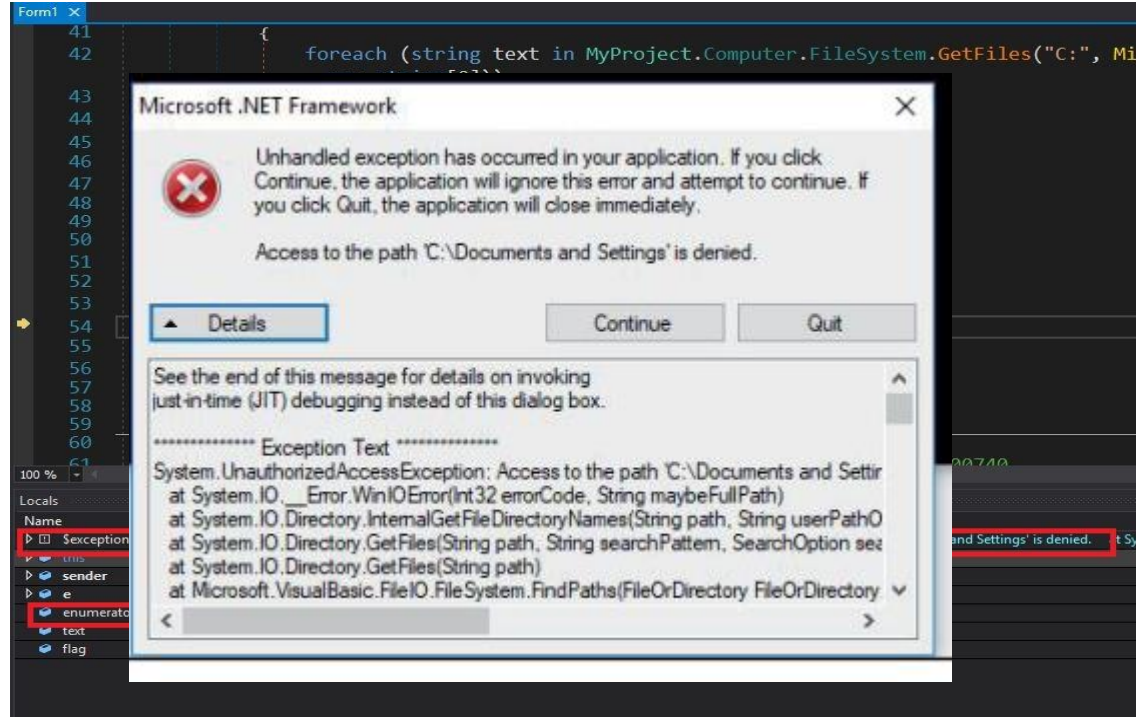 Form1
41 {
42 foreach (string text in MyProject.Computer.FileSystem.GetFiles("C:", Mi
43
44
45
46
47
48
49
50
51
52
53
54
55
56
57
58
59
60
61
Microsoft .NET Framework
Unhandled exception has occurred in your application. If you click
Continue, the application will ignore this error and attempt to continue. If
you click Quit, the application will close immediately.
Access to the path 'C:\Documents and Settings' is denied.
Details Continue Quit
See the end of this message for details on invoking
just-in-time (JIT) debugging instead of this dialog box.
************** Exception Text **************
System.UnauthorizedAccessException: Access to the path 'C:\Documents and Settin
at System.IO.__Error.WinIOError(Int32 errorCode, String maybeFullPath)
at System.IO.Directory.InternalGetFileDirectoryNames(String path, String userPathO
at System.IO.Directory.GetFiles(String path, String searchPattern, SearchOption sea
at System.IO.Directory.GetFiles(String path)
at Microsoft.VisualBasic.FileIO.FileSystem.FindPaths(FileOrDirectory FileOrDirectory
100 %
Locals
Name
$exception and Settings' is denied. at Sy
this
sender
e
enumerato
text
flag